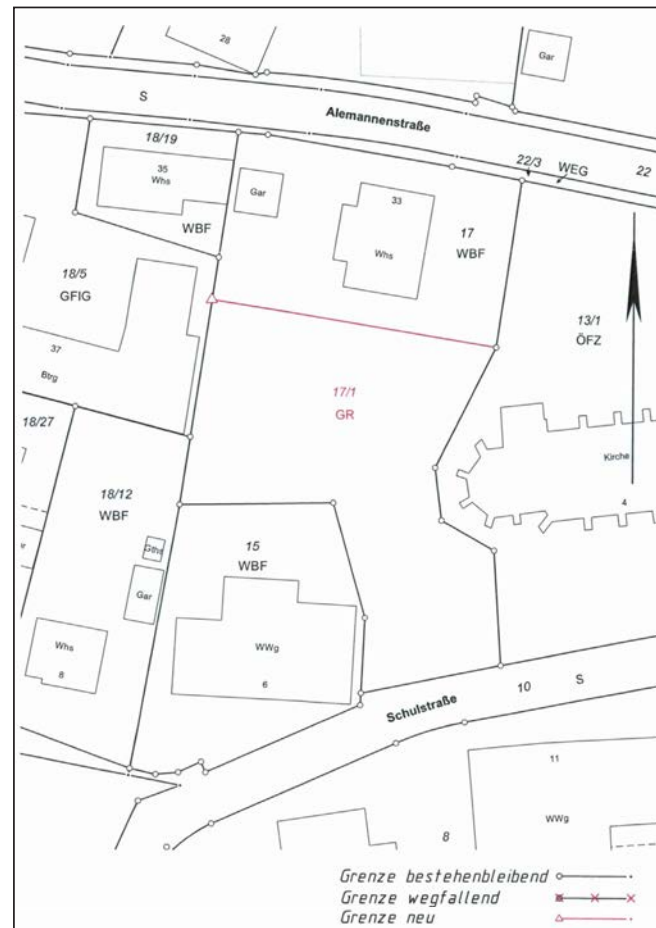 28
Gar
S
Alemannenstraße
18/19
22/3
WEG
22
35
Whs
Gar
33
17
WBF
WBF
Whs
18/5
GFIG
13/1
ÖFZ
37
Btrg
17/1
GR
18/27
Kirche
18/12
WBF
4
15
WBF
Gths
Gar
Whs
8
WWg
6
Schulstraße
10
S
11
WWg
8
Grenze bestehenbleibend
Grenze wegfallend
Grenze neu